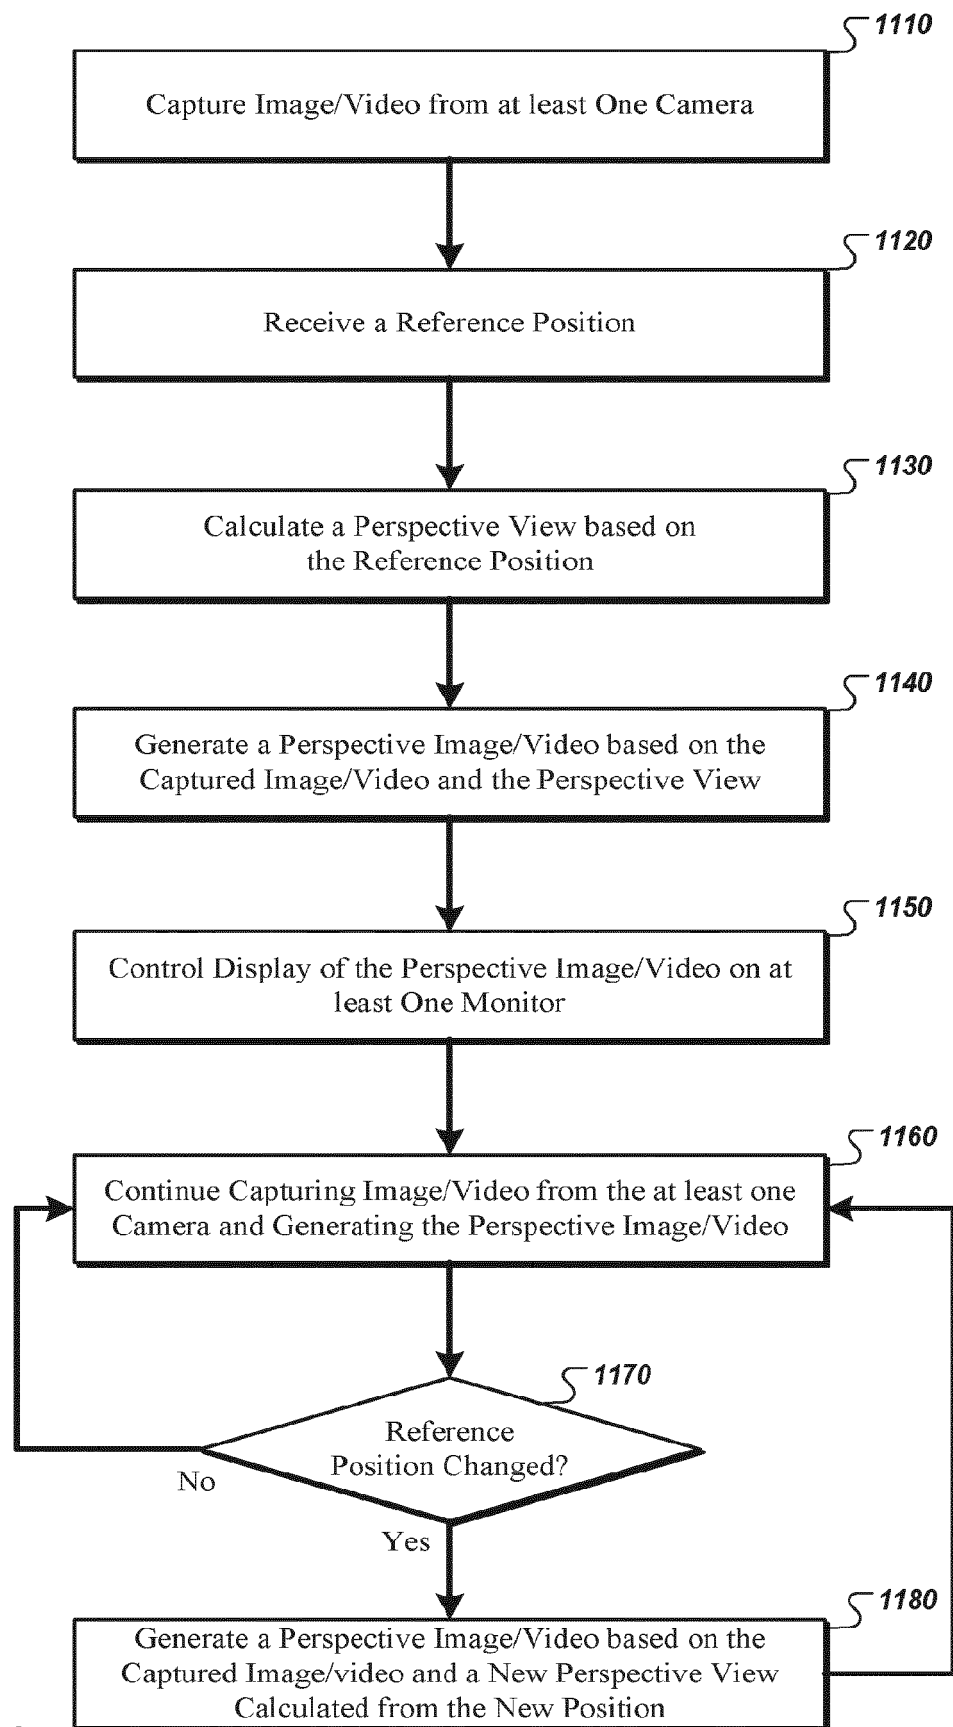 1110
Capture Image/Video from at least One Camera
1120
Receive a Reference Position
1130
Calculate a Perspective View based on
the Reference Position
1140
Generate a Perspective Image/Video based on the
Captured Image/Video and the Perspective View
1150
Control Display of the Perspective Image/Video on at
least One Monitor
1160
Continue Capturing Image/Video from the at least one
Camera and Generating the Perspective Image/Video
1170
Reference
Position Changed?
No
Yes
1180
Generate a Perspective Image/Video based on the
Captured Image/video and a New Perspective View
Calculated from the New Position